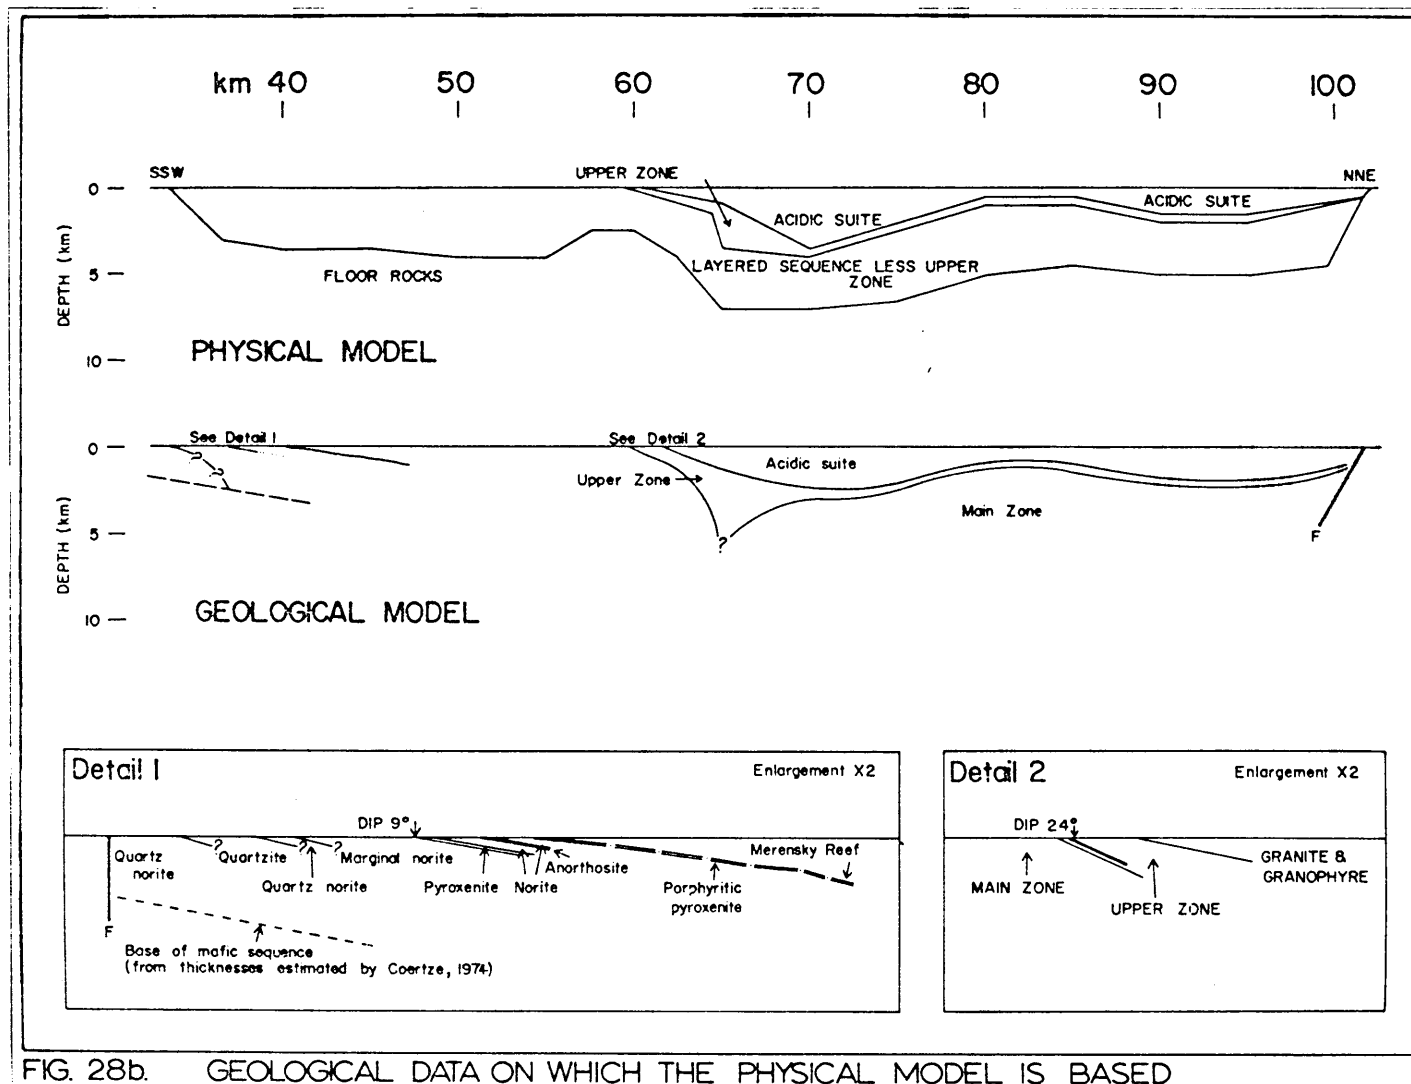 km 40 50 60 70 80 90 100
SSW
UPPER ZONE
NNE
0
ACIDIC SUITE
ACIDIC SUITE
5
FLOOR ROCKS
LAYERED SEQUENCE LESS UPPER
ZONE
DEPTH (km)
10
PHYSICAL MODEL
See Detail 1
See Detail 2
0
?
?
Acidic suite
Upper Zone
Main Zone
5
?
F
DEPTH (km)
10
GEOLOGICAL MODEL
Detail 1
Enlargement X2
DIP 9°
Quartz
norite
?
Quartzite
?
?
Marginal norite
Quartz norite
Pyroxenite
Norite
Anorthosite
Porphyritic
pyroxenite
Merensky Reef
F
Base of mafic sequence
(from thicknesses estimated by Coertze, 1974)
Detail 2
Enlargement X2
DIP 24°
MAIN ZONE
UPPER ZONE
GRANITE &
GRANOPHYRE
FIG. 28b. GEOLOGICAL DATA ON WHICH THE PHYSICAL MODEL IS BASED